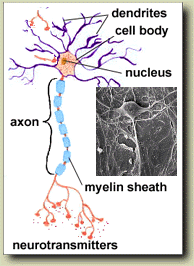 dendrites
cell body
nucleus
axon
myelin sheath
neurotransmitters